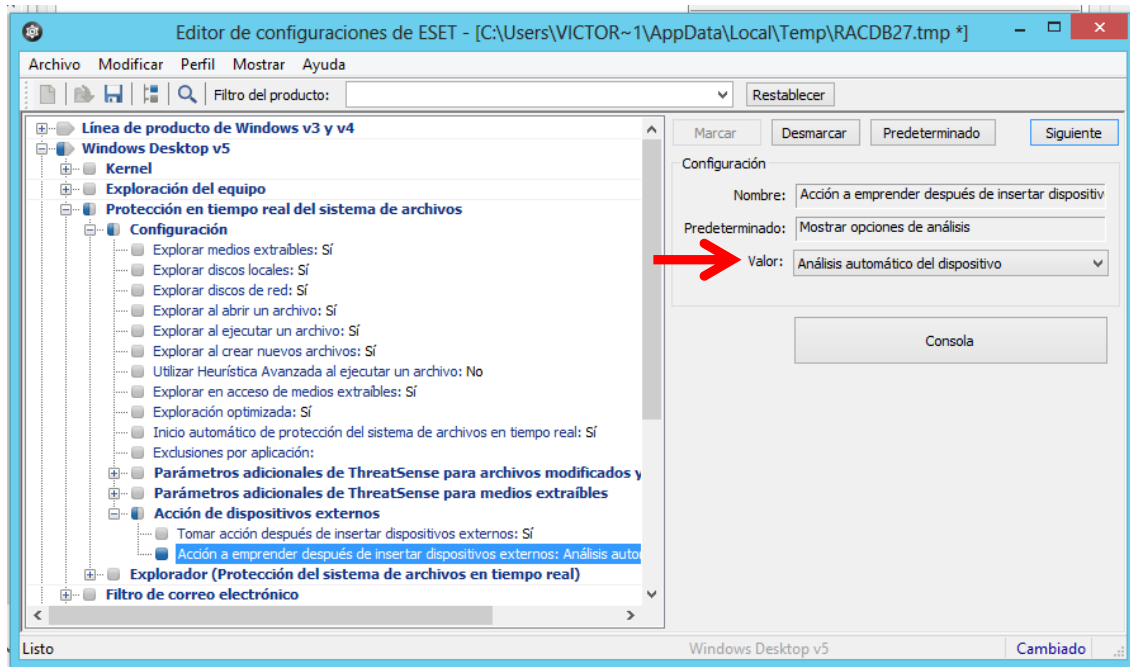 Editor de configuraciones de ESET - [C:\Users\VICTOR~1\AppData\Local\Temp\RACDB27.tmp *]
Archivo Modificar Perfil Mostrar Ayuda
Filtro del producto: Restablecer
Línea de producto de Windows v3 y v4
Windows Desktop v5
Kernel
Exploración del equipo
Protección en tiempo real del sistema de archivos
Configuración
Explorar medios extraíbles: Sí
Explorar discos locales: Sí
Explorar discos de red: Sí
Explorar al abrir un archivo: Sí
Explorar al ejecutar un archivo: Sí
Explorar al crear nuevos archivos: Sí
Utilizar Heurística Avanzada al ejecutar un archivo: No
Explorar en acceso de medios extraíbles: Sí
Exploración optimizada: Sí
Inicio automático de protección del sistema de archivos en tiempo real: Sí
Exclusiones por aplicación:
Parámetros adicionales de ThreatSense para archivos modificados y
Parámetros adicionales de ThreatSense para medios extraíbles
Acción de dispositivos externos
Tomar acción después de insertar dispositivos externos: Sí
Acción a emprender después de insertar dispositivos externos: Análisis auto
Explorador (Protección del sistema de archivos en tiempo real)
Filtro de correo electrónico
Marcar Desmarcar Predeterminado Siguiente
Configuración
Nombre: Acción a emprender después de insertar dispositiv
Predeterminado: Mostrar opciones de análisis
Valor: Análisis automático del dispositivo
Consola
Listo Windows Desktop v5 Cambiado